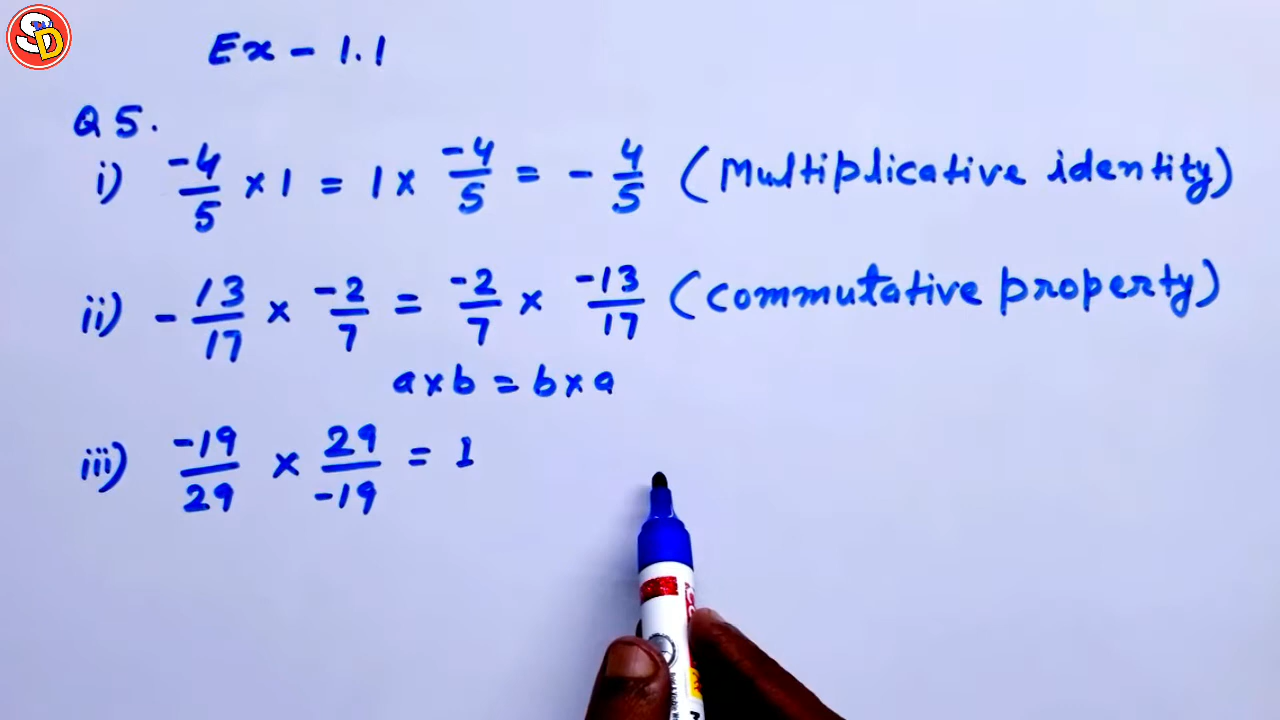 SD
Ex - 1.1
Q 5.
i) -4/5 × 1 = 1 × -4/5 = - 4/5 (Multiplicative identity)
ii) - 13/17 × -2/7 = -2/7 × -13/17 (Commutative property)
a × b = b × a
iii) -19/29 × 29/-19 = 1